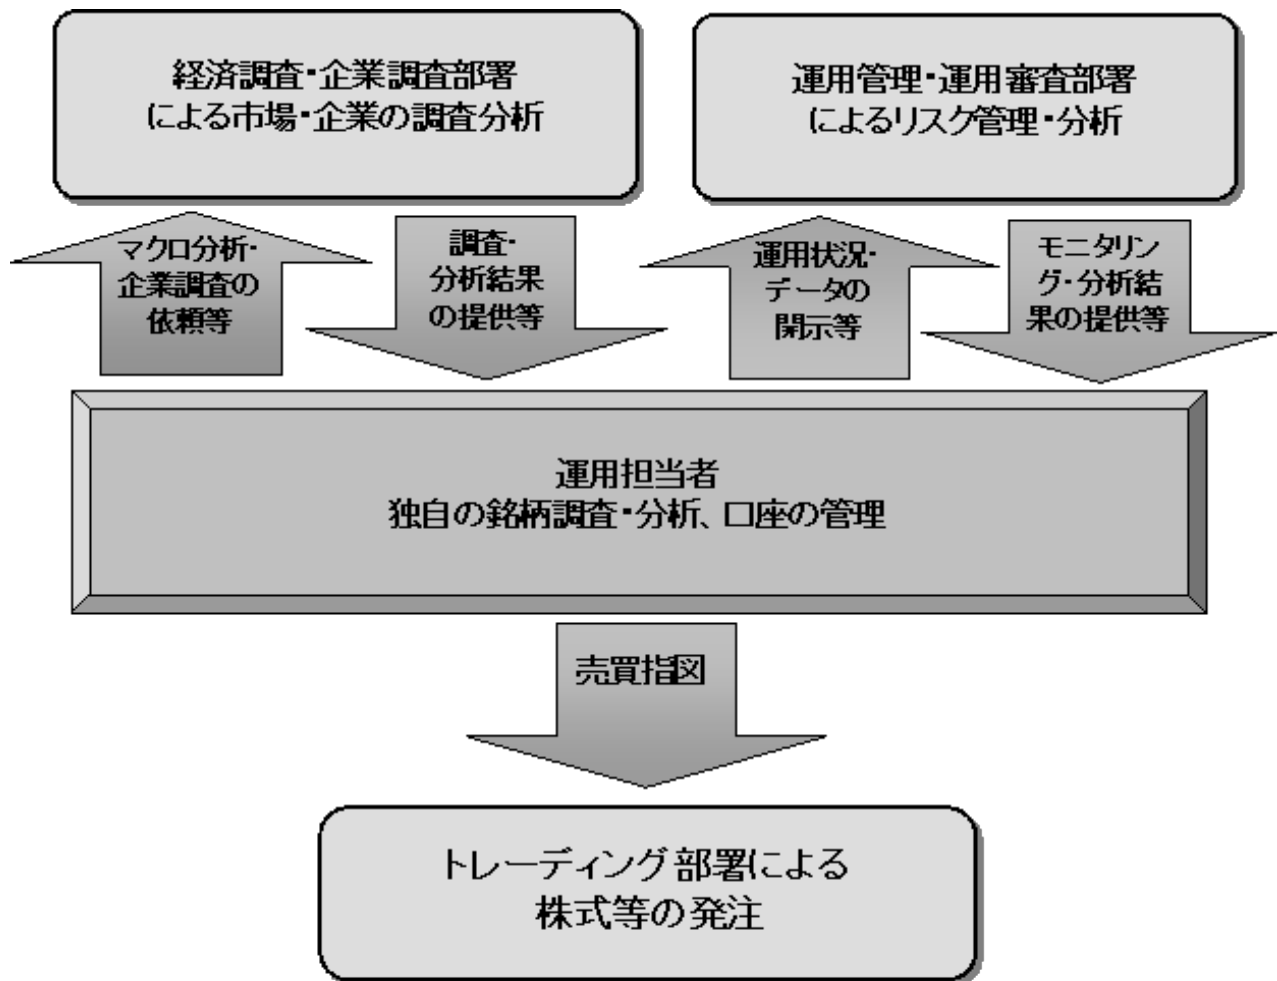 経済調査・企業調査部署
による市場・企業の調査分析
運用管理・運用審査部署
によるリスク管理・分析
マクロ分析・
企業調査の
依頼等
調査・
分析結果
の提供等
運用状況・
データの
開示等
モニタリン
グ・分析結
果の提供等
運用担当者
独自の銘柄調査・分析、口座の管理
売買指図
トレーディング部署による
株式等の発注